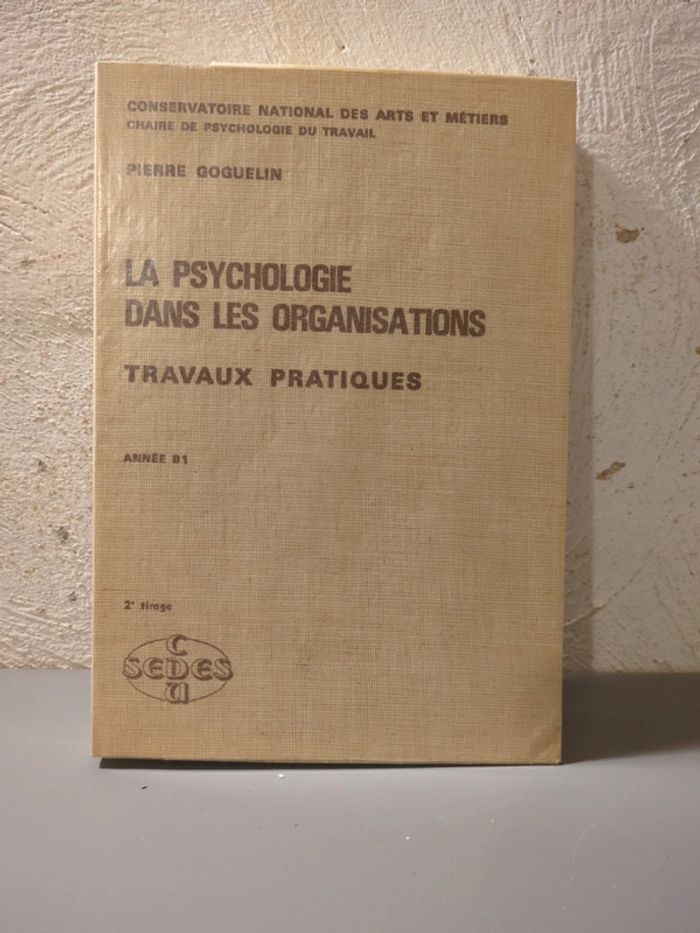 CONSERVATOIRE NATIONAL DES ARTS ET MÉTIERS
CHAIRE DE PSYCHOLOGIE DU TRAVAIL
PIERRE GOGUELIN
LA PSYCHOLOGIE
DANS LES ORGANISATIONS
TRAVAUX PRATIQUES
ANNÉE B1
2e tirage
C
SEDES
U